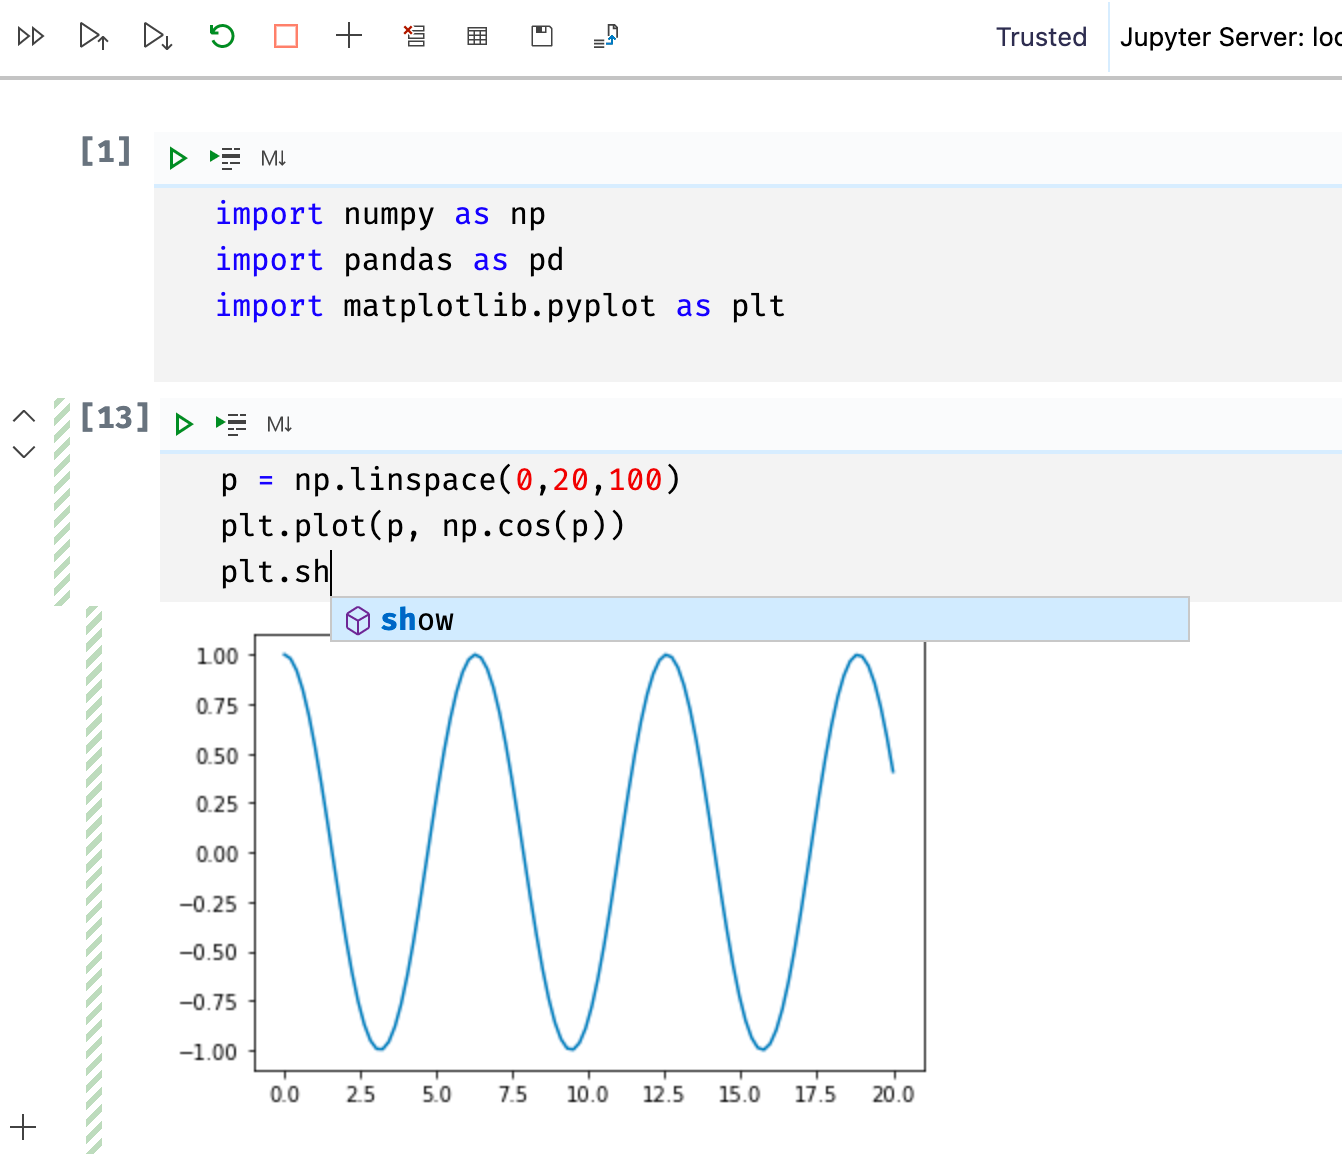 Trusted
Jupyter Server: loc
[1]
M↓
import numpy as np
import pandas as pd
import matplotlib.pyplot as plt
[13]
M↓
p = np.linspace(0,20,100)
plt.plot(p, np.cos(p))
plt.sh
show
1.00
0.75
0.50
0.25
0.00
−0.25
−0.50
−0.75
−1.00
0.0 2.5 5.0 7.5 10.0 12.5 15.0 17.5 20.0